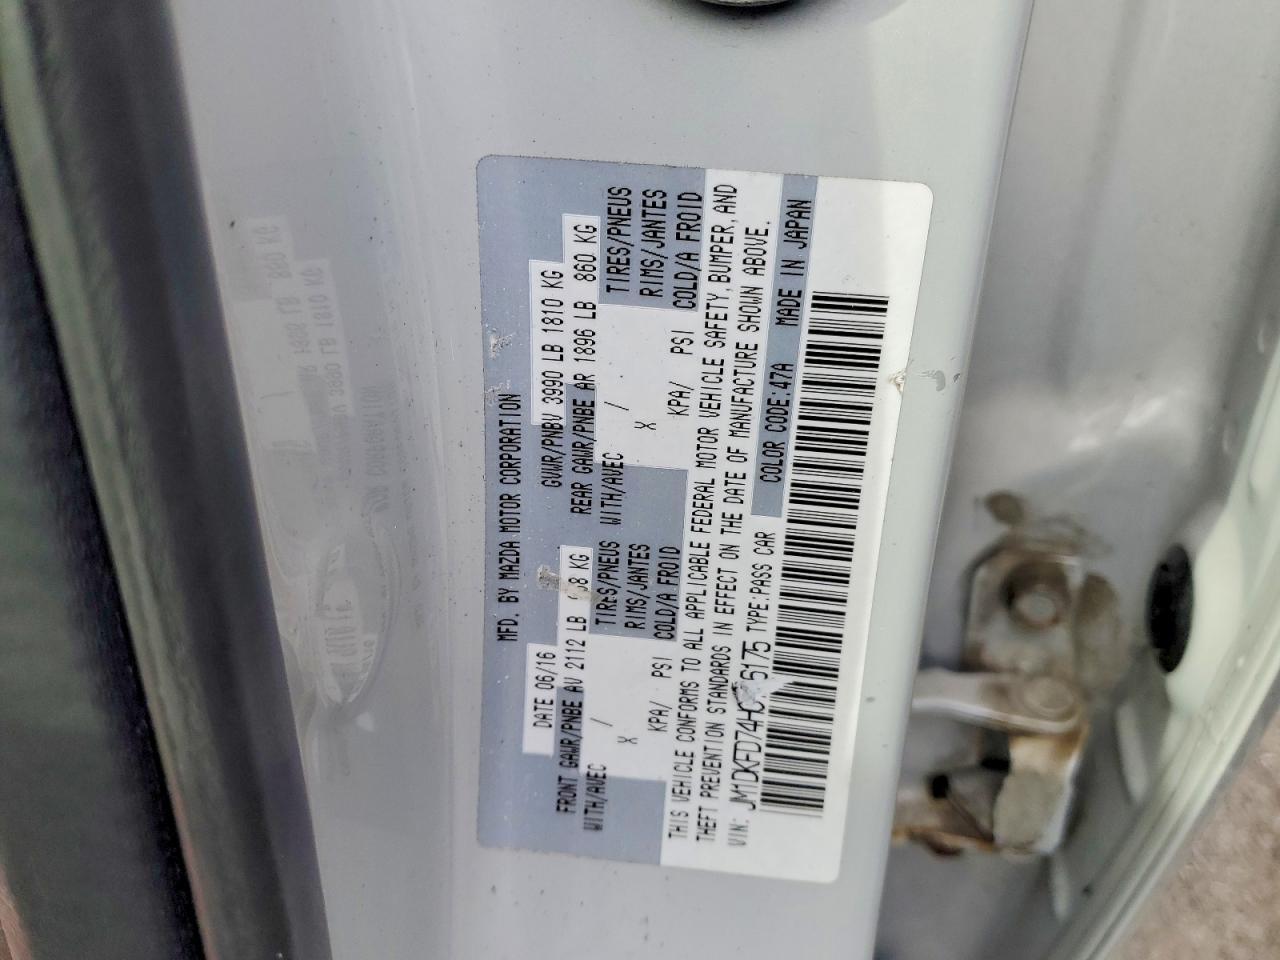 MFD. BY MAZDA MOTOR CORPORATION
DATE 06/16 GVWR/PNBV 3990 LB 1810 KG
FRONT GAWR/PNBE AV 2112 LB KG REAR GAWR/PNBE AR 1896 LB 860 KG
WITH/AVEC / TIRES/PNEUS WITH/AVEC / TIRES/PNEUS
X RIMS/JANTES X RIMS/JANTES
KPA/ PSI COLD/A FROID KPA/ PSI COLD/A FROID
THIS VEHICLE CONFORMS TO ALL APPLICABLE FEDERAL MOTOR VEHICLE SAFETY, BUMPER, AND
THEFT PREVENTION STANDARDS IN EFFECT ON THE DATE OF MANUFACTURE SHOWN ABOVE.
VIN: TYPE:PASS CAR COLOR CODE:47A MADE IN JAPAN